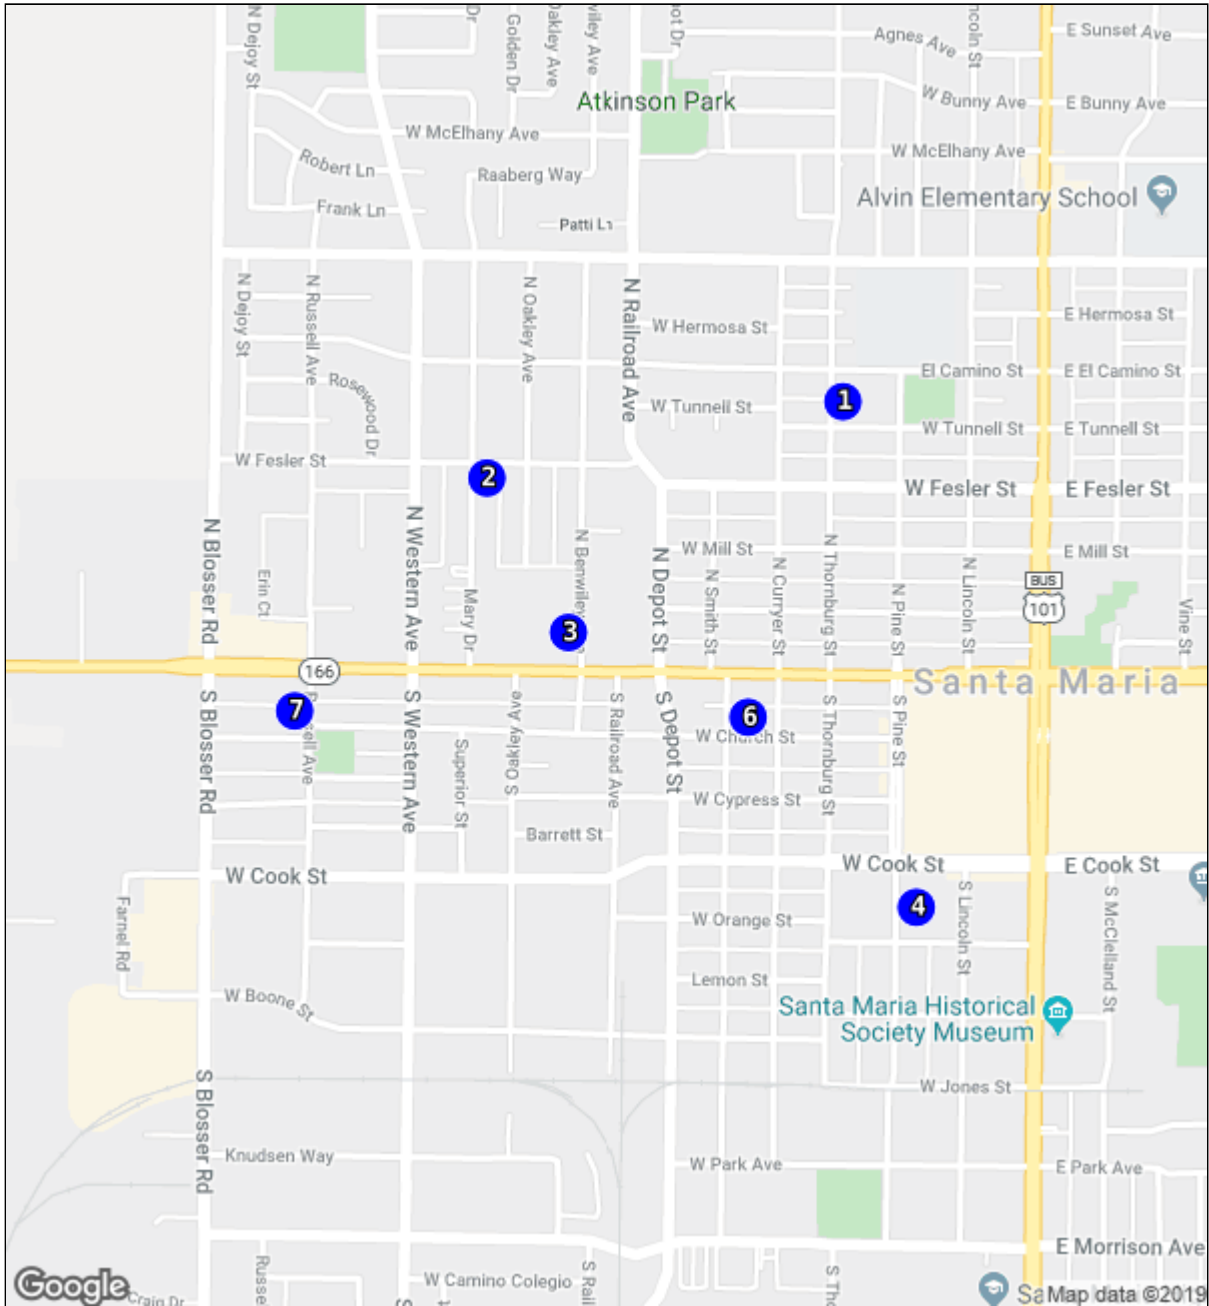 N Dejoy St
Dr
Golden Dr
Oakley Ave
Agnes Ave
E Sunset Ave
Atkinson Park
W Bunny Ave
E Bunny Ave
W McElhany Ave
W McElhany Ave
Robert Ln
Raaberg Way
Alvin Elementary School
Frank Ln
Patti Ln
N Dejoy St
N Russell Ave
N Oakley Ave
N Railroad Ave
W Hermosa St
E Hermosa St
El Camino St
E El Camino St
Rosewood Dr
1
W Tunnell St
W Tunnell St
E Tunnell St
W Fesler St
2
W Fesler St
E Fesler St
N Blosser Rd
N Western Ave
N Depot St
W Mill St
N Thornburg St
E Mill St
Erin Ct
Mary Dr
N Smith St
N Curryer St
N Pine St
N Lincoln St
BUS
101
Vine St
3
166
Santa Maria
7
S Blosser Rd
S Western Ave
S Oakley Ave
S Railroad Ave
S Depot St
6
W Church St
S Thornburg St
S Pine St
Superior St
W Cypress St
Barrett St
W Cook St
W Cook St
E Cook St
Farnel Rd
4
W Orange St
S Lincoln St
S McClelland St
Lemon St
W Boone St
Santa Maria Historical
Society Museum
S Blosser Rd
W Jones St
Knudsen Way
W Park Ave
E Park Ave
E Morrison Ave
W Camino Colegio
Google
Map data ©2019